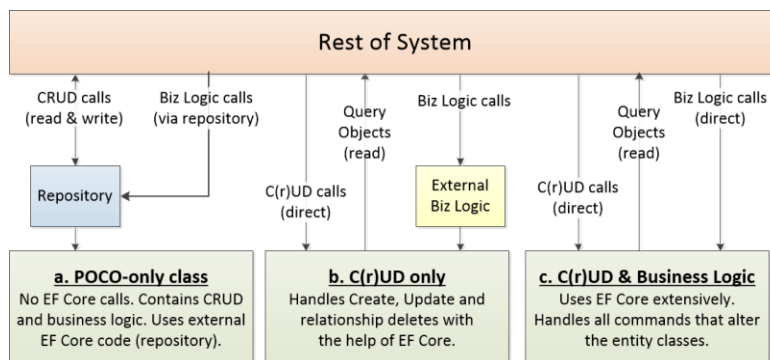 Rest of System
CRUD calls
(read & write)
Biz Logic calls
(via repository)
Repository
C(r)UD calls
(direct)
Query
Objects
(read)
Biz Logic calls
External
Biz Logic
C(r)UD calls
(direct)
Query
Objects
(read)
Biz Logic calls
(direct)
a. POCO-only class
No EF Core calls. Contains CRUD
and business logic. Uses external
EF Core code (repository).
b. C(r)UD only
Handles Create, Update and
relationship deletes with
the help of EF Core.
c. C(r)UD & Business Logic
Uses EF Core extensively.
Handles all commands that alter
the entity classes.